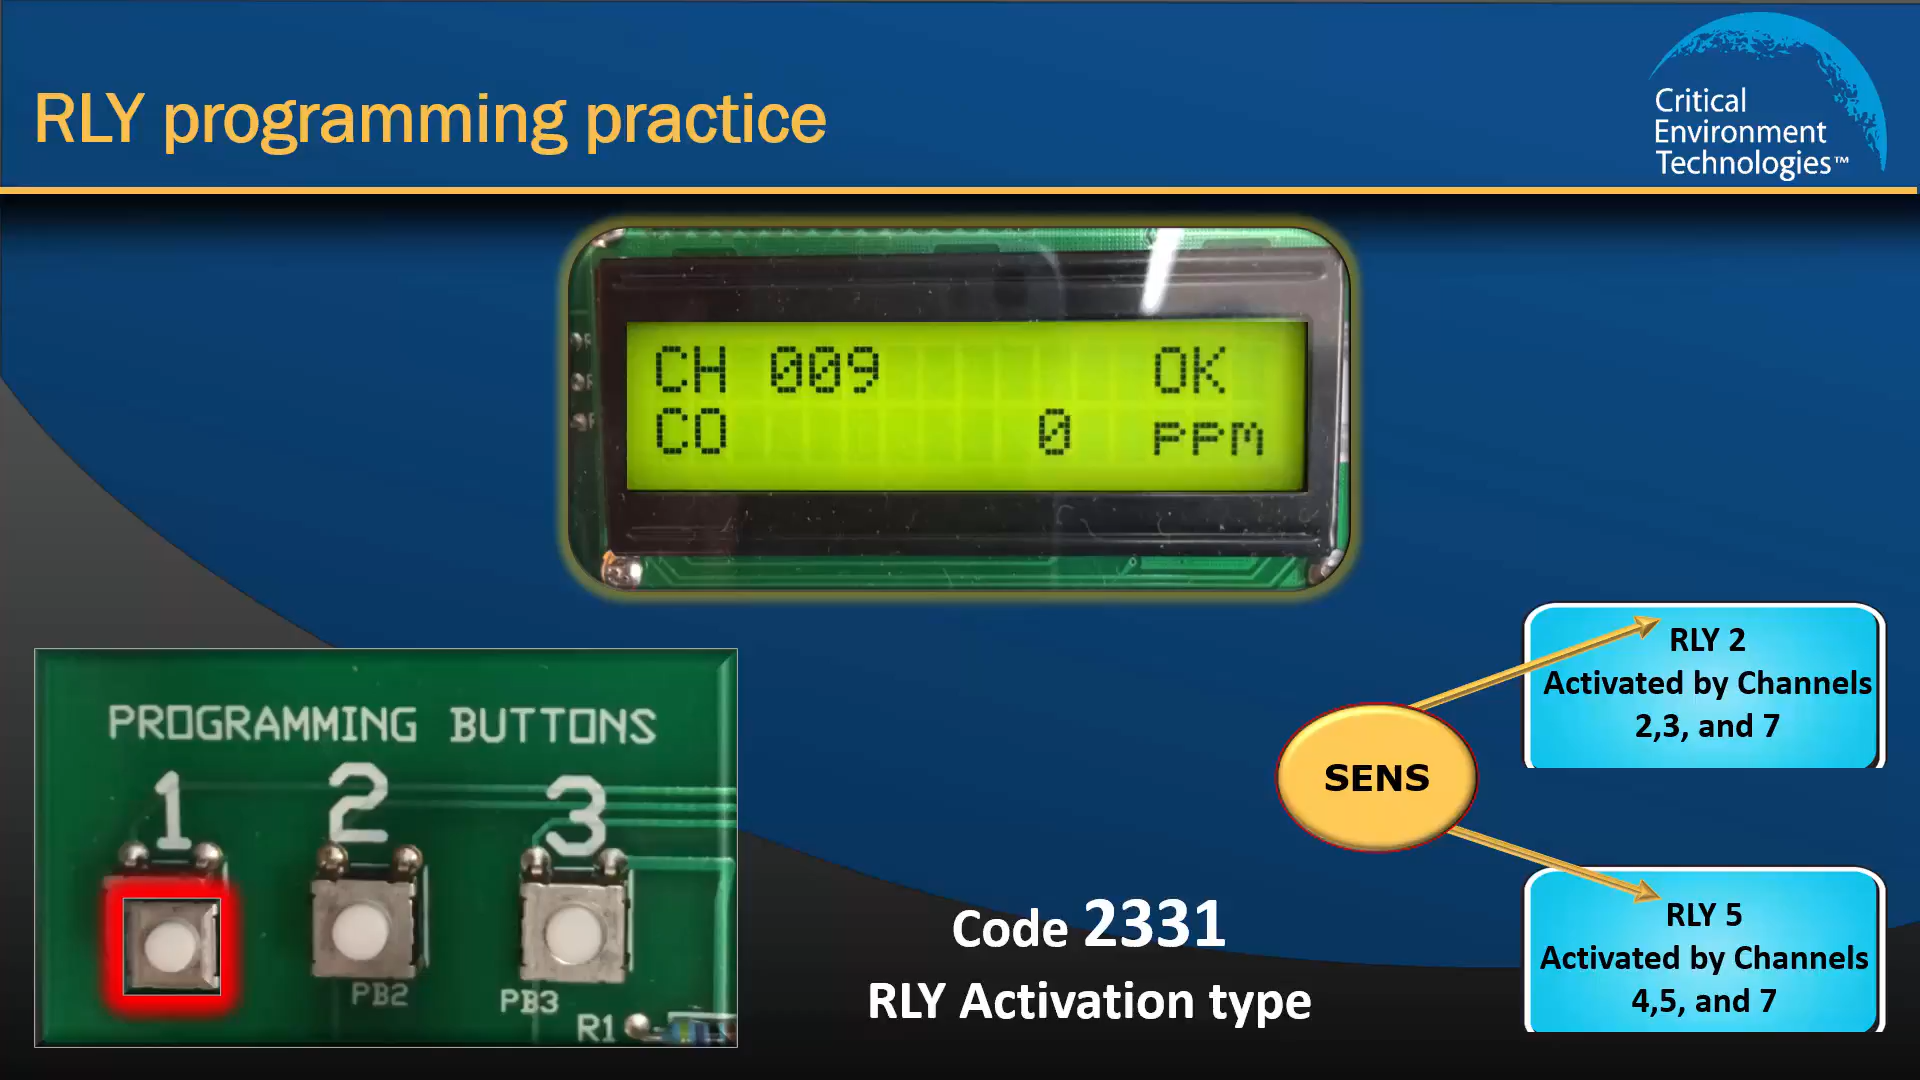 RLY programming practice
Critical
Environment
Technologies™
CH 009 OK
CO 0 ppm
PROGRAMMING BUTTONS
1 2 3
PB2 PB3
R1
Code 2331
RLY Activation type
SENS
RLY 2
Activated by Channels
2,3, and 7
RLY 5
Activated by Channels
4,5, and 7